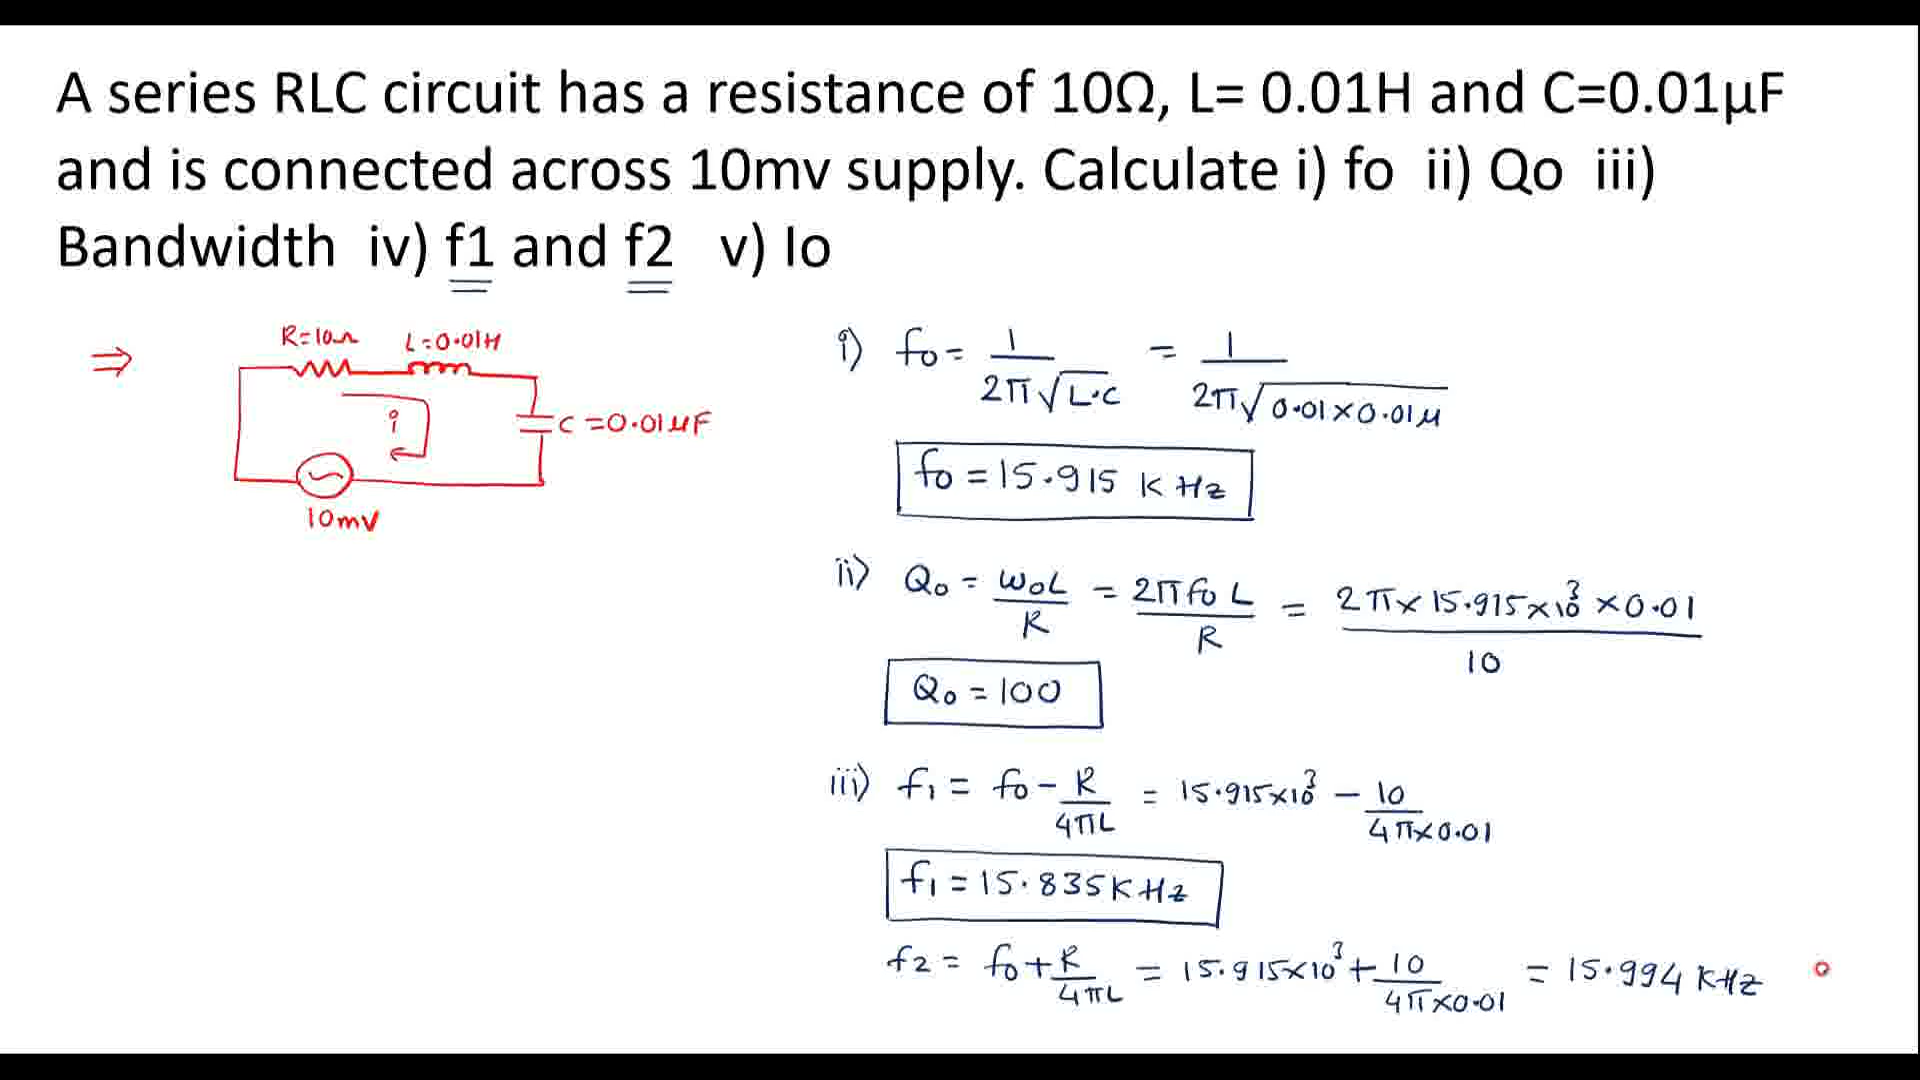 A series RLC circuit has a resistance of 10Ω, L= 0.01H and C=0.01µF
and is connected across 10mv supply. Calculate i) fo ii) Qo iii)
Bandwidth iv) f1 and f2 v) Io
⇒
R=10Ω L=0.01H
i
C=0.01µF
10mV
i) fo = 1/2π√L·C = 1/2π√0.01×0.01µ
fo = 15.915 K Hz
ii) Qo = ωoL/R = 2πfoL/R = 2π×15.915×10³×0.01/10
Qo = 100
iii) f₁ = fo - R/4πL = 15.915×10³ - 10/4π×0.01
f₁ = 15.835KHz
f2 = fo + R/4πL = 15.915×10³ + 10/4π×0.01 = 15.994 KHz